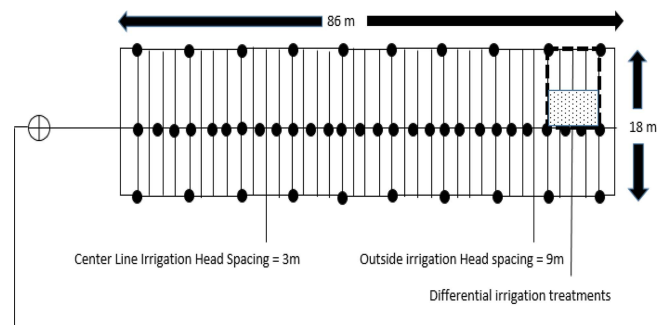 86 m
18 m
Center Line Irrigation Head Spacing = 3m
Outside irrigation Head spacing = 9m
Differential irrigation treatments